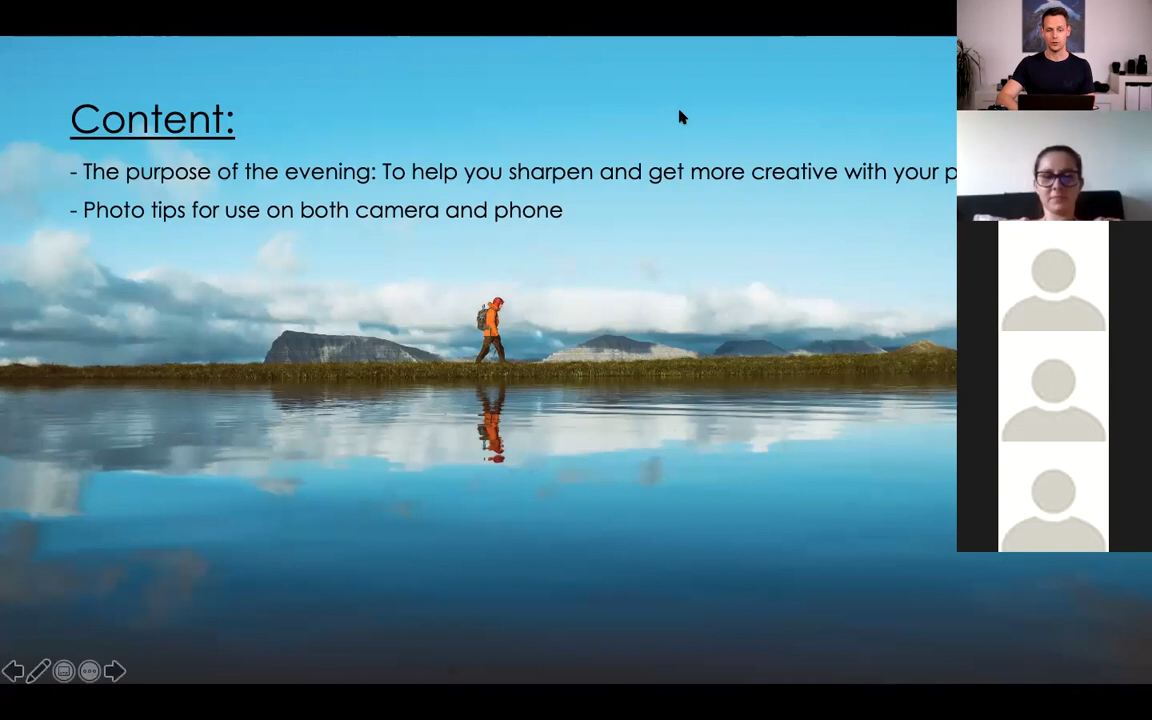 Content:
- The purpose of the evening: To help you sharpen and get more creative with your
- Photo tips for use on both camera and phone